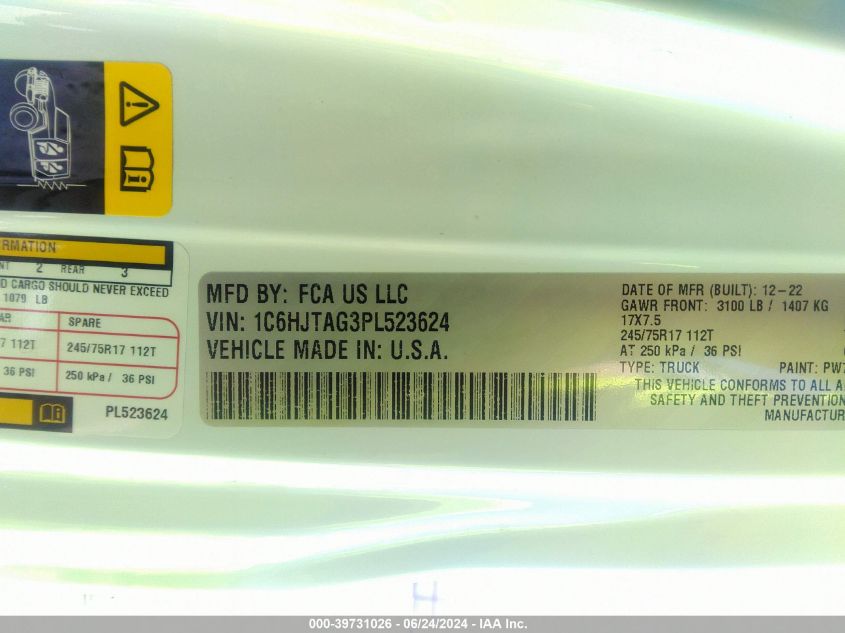 RMATION
NT 2 REAR 3
D CARGO SHOULD NEVER EXCEED
1079 LB
AR SPARE
17 112T 245/75R17 112T
36 PSI 250 kPa / 36 PSI
PL523624
MFD BY: FCA US LLC
VIN: 1C6HJTAG3PL523624
VEHICLE MADE IN: U.S.A.
DATE OF MFR (BUILT): 12-22
GAWR FRONT: 3100 LB / 1407 KG
17X7.5
245/75R17 112T
AT 250 kPa / 36 PSI
TYPE: TRUCK PAINT: PW7
THIS VEHICLE CONFORMS TO ALL A
SAFETY AND THEFT PREVENTION
MANUFACTUR
000-39731026 - 06/24/2024 - IAA Inc.